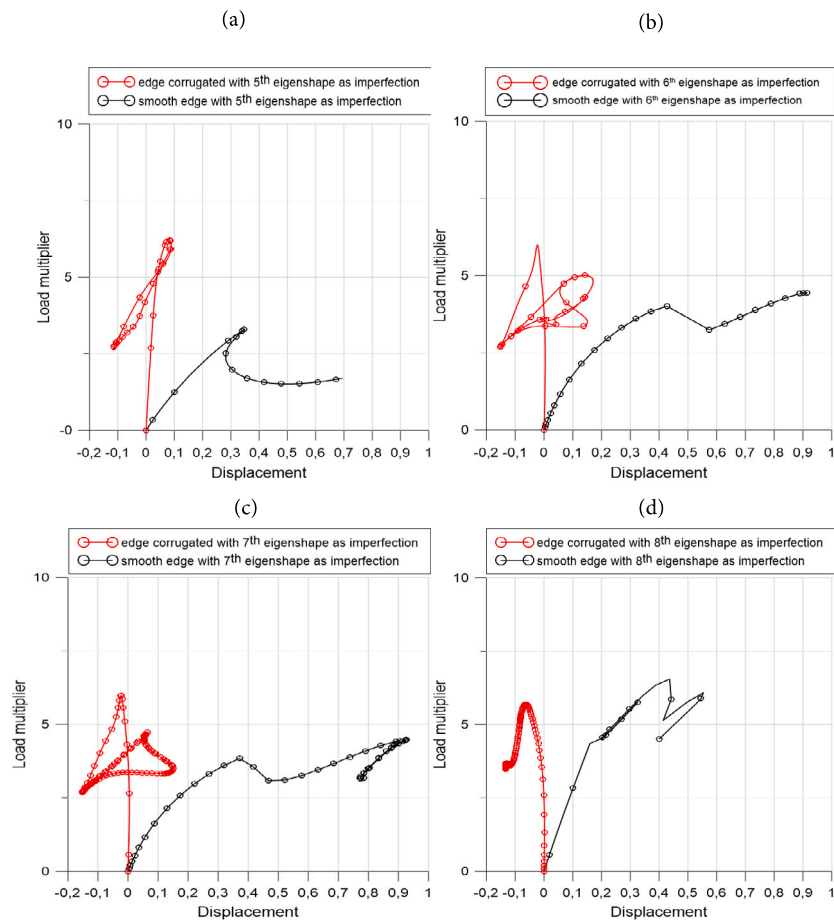 (a)
edge corrugated with 5th eigenshape as imperfection
smooth edge with 5th eigenshape as imperfection
10
5
-0
Load multiplier
-0,2 -0,1 0 0,1 0,2 0,3 0,4 0,5 0,6 0,7 0,8 0,9 1
Displacement
(b)
edge corrugated with 6th eigenshape as imperfection
smooth edge with 6th eigenshape as imperfection
10
5
0
Load multiplier
-0,2 -0,1 0 0,1 0,2 0,3 0,4 0,5 0,6 0,7 0,8 0,9 1
Displacement
(c)
edge corrugated with 7th eigenshape as imperfection
smooth edge with 7th eigenshape as imperfection
10
5
0
Load multiplier
-0,2 -0,1 0 0,1 0,2 0,3 0,4 0,5 0,6 0,7 0,8 0,9 1
Displacement
(d)
edge corrugated with 8th eigenshape as imperfection
smooth edge with 8th eigenshape as imperfection
10
5
0
Load multiplier
-0,2 -0,1 0 0,1 0,2 0,3 0,4 0,5 0,6 0,7 0,8 0,9 1
Displacement